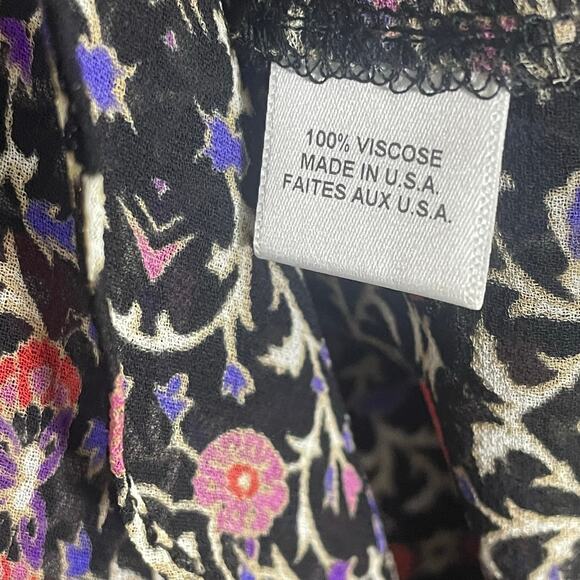 100% VISCOSE
MADE IN U.S.A.
FAITES AUX U.S.A.